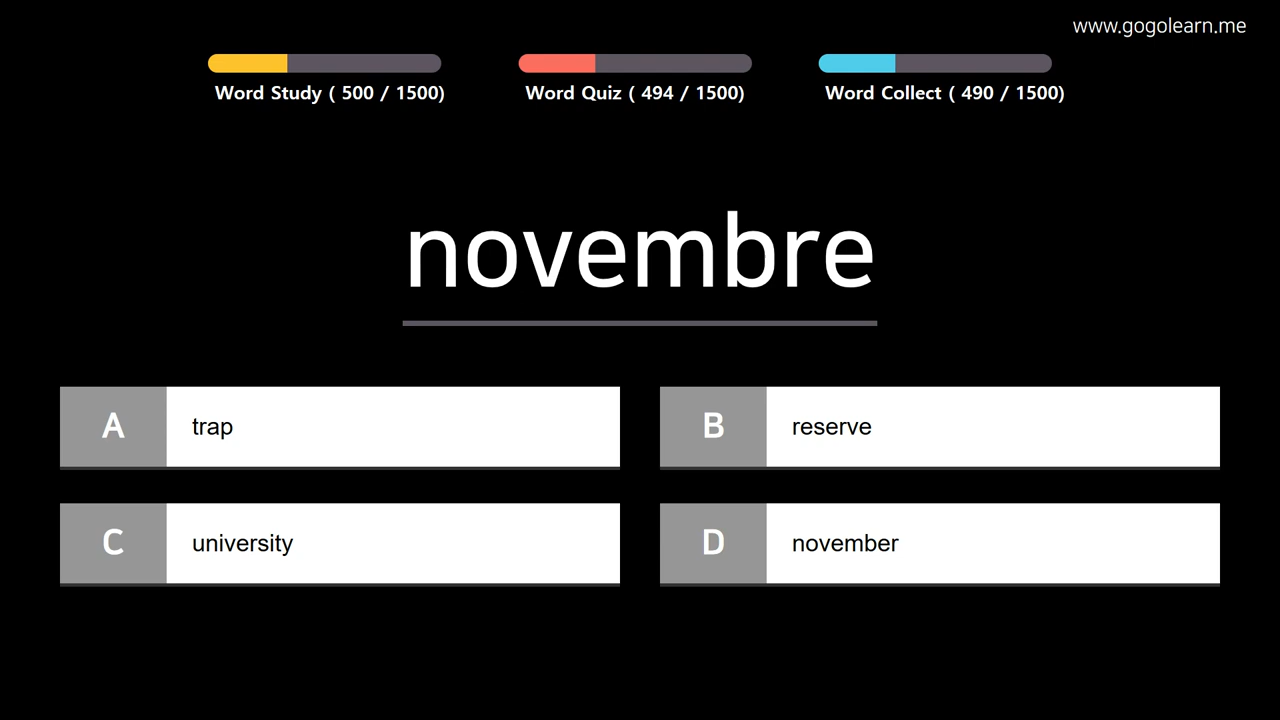 www.gogolearn.me
Word Study ( 500 / 1500)
Word Quiz ( 494 / 1500)
Word Collect ( 490 / 1500)
novembre
A trap
B reserve
C university
D november